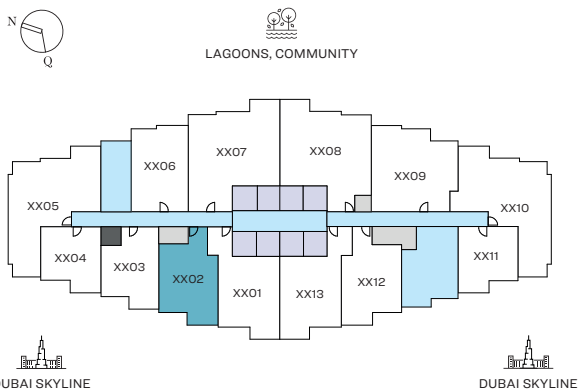 N
Q
LAGOONS, COMMUNITY
XX07
XX08
XX06
XX09
XX05
XX10
XX04
XX03
XX02
XX01
XX13
XX12
XX11
DUBAI SKYLINE
DUBAI SKYLINE